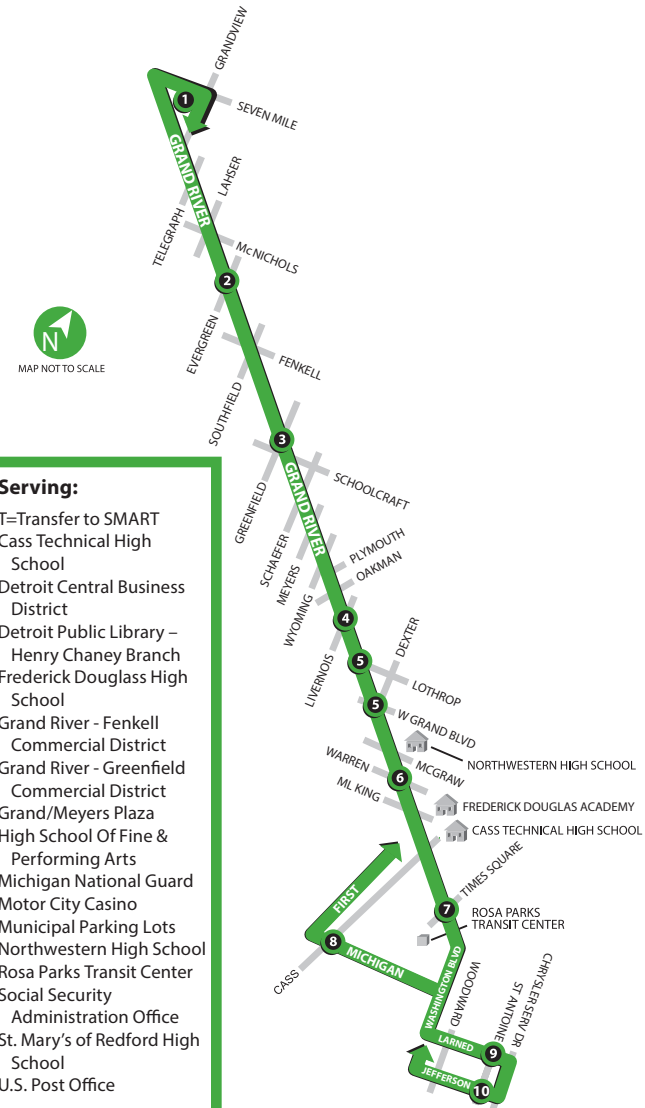 GRANDVIEW
1
SEVEN MILE
GRAND RIVER
LAHSER
TELEGRAPH
McNICHOLS
2
EVERGREEN
N
MAP NOT TO SCALE
FENKELL
SOUTHFIELD
3
SCHOOLCRAFT
GREENFIELD
GRAND RIVER
SCHAEFER
MEYERS
PLYMOUTH
OAKMAN
WYOMING
4
DEXTER
LIVERNOIS
5
LOTHROP
5
W GRAND BLVD
NORTHWESTERN HIGH SCHOOL
McGRAW
WARREN
6
ML KING
FREDERICK DOUGLAS ACADEMY
CASS TECHNICAL HIGH SCHOOL
TIMES SQUARE
FIRST
7
ROSA PARKS
TRANSIT CENTER
8
MICHIGAN
CASS
WASHINGTON BLVD
WOODWARD
ST ANTOINE
CHRYSLER SERV DR
LARNED
9
JEFFERSON
10
Serving:
T=Transfer to SMART
Cass Technical High
School
Detroit Central Business
District
Detroit Public Library –
Henry Chaney Branch
Frederick Douglass High
School
Grand River - Fenkell
Commercial District
Grand River - Greenfield
Commercial District
Grand/Meyers Plaza
High School Of Fine &
Performing Arts
Michigan National Guard
Motor City Casino
Municipal Parking Lots
Northwestern High School
Rosa Parks Transit Center
Social Security
Administration Office
St. Mary's of Redford High
School
U.S. Post Office